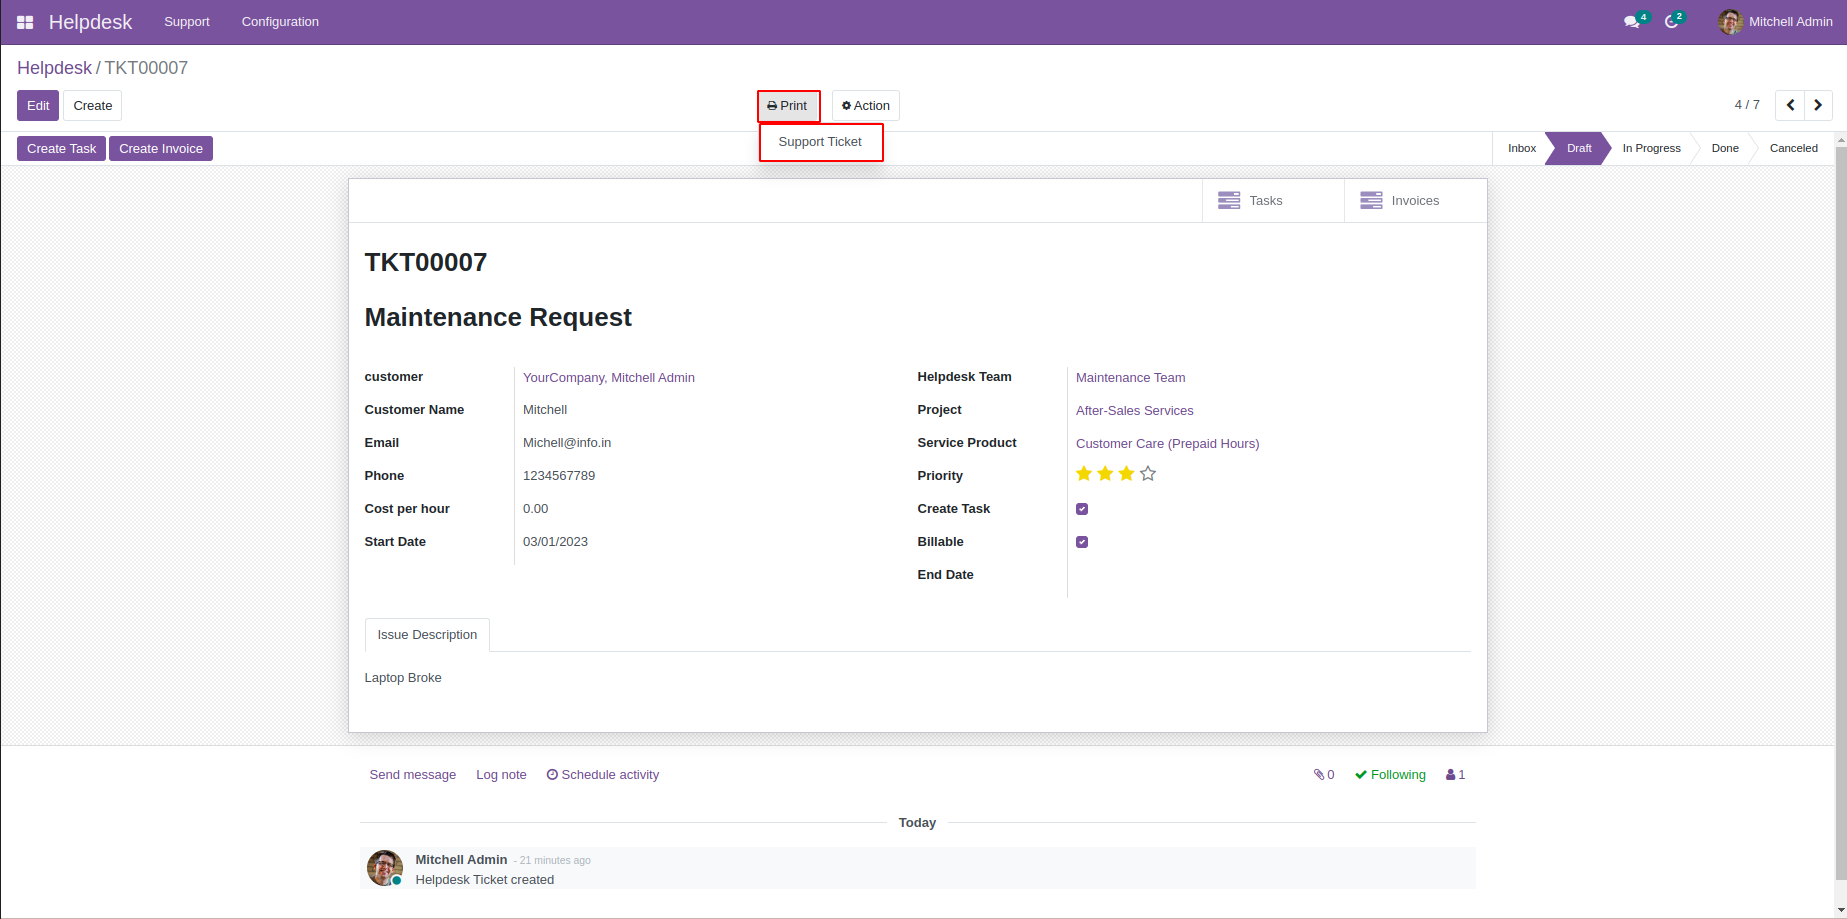 Helpdesk Support Configuration 4 2 Mitchell Admin
Helpdesk / TKT00007
Edit Create Print Action 4 / 7
Support Ticket
Create Task Create Invoice Inbox Draft In Progress Done Canceled
Tasks Invoices
TKT00007
Maintenance Request
customer YourCompany, Mitchell Admin Helpdesk Team Maintenance Team
Customer Name Mitchell Project After-Sales Services
Email Michell@info.in Service Product Customer Care (Prepaid Hours)
Phone 1234567789 Priority
Cost per hour 0.00 Create Task
Start Date 03/01/2023 Billable
End Date
Issue Description
Laptop Broke
Send message Log note Schedule activity 0 Following 1
Today
Mitchell Admin - 21 minutes ago
Helpdesk Ticket created